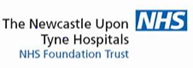 The Newcastle Upon NHS
Tyne Hospitals
NHS Foundation Trust